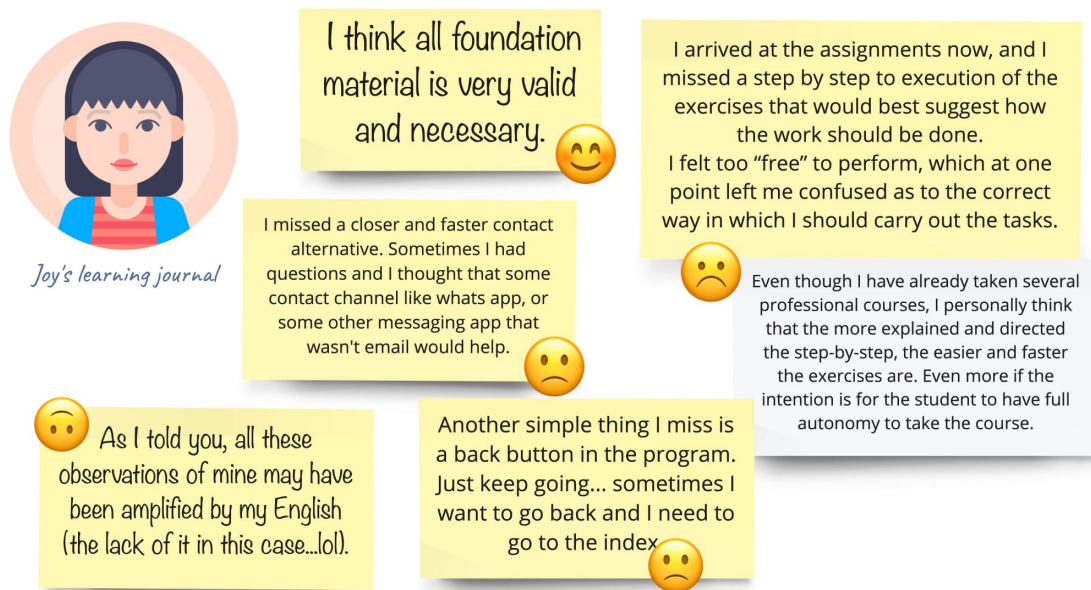 I think all foundation
material is very valid
and necessary.
I arrived at the assignments now, and I
missed a step by step to execution of the
exercises that would best suggest how
the work should be done.
I felt too “free” to perform, which at one
point left me confused as to the correct
way in which I should carry out the tasks.
Joy's learning journal
I missed a closer and faster contact
alternative. Sometimes I had
questions and I thought that some
contact channel like whats app, or
some other messaging app that
wasn't email would help.
Even though I have already taken several
professional courses, I personally think
that the more explained and directed
the step-by-step, the easier and faster
the exercises are. Even more if the
intention is for the student to have full
autonomy to take the course.
As I told you, all these
observations of mine may have
been amplified by my English
(the lack of it in this case...lol).
Another simple thing I miss is
a back button in the program.
Just keep going... sometimes I
want to go back and I need to
go to the index